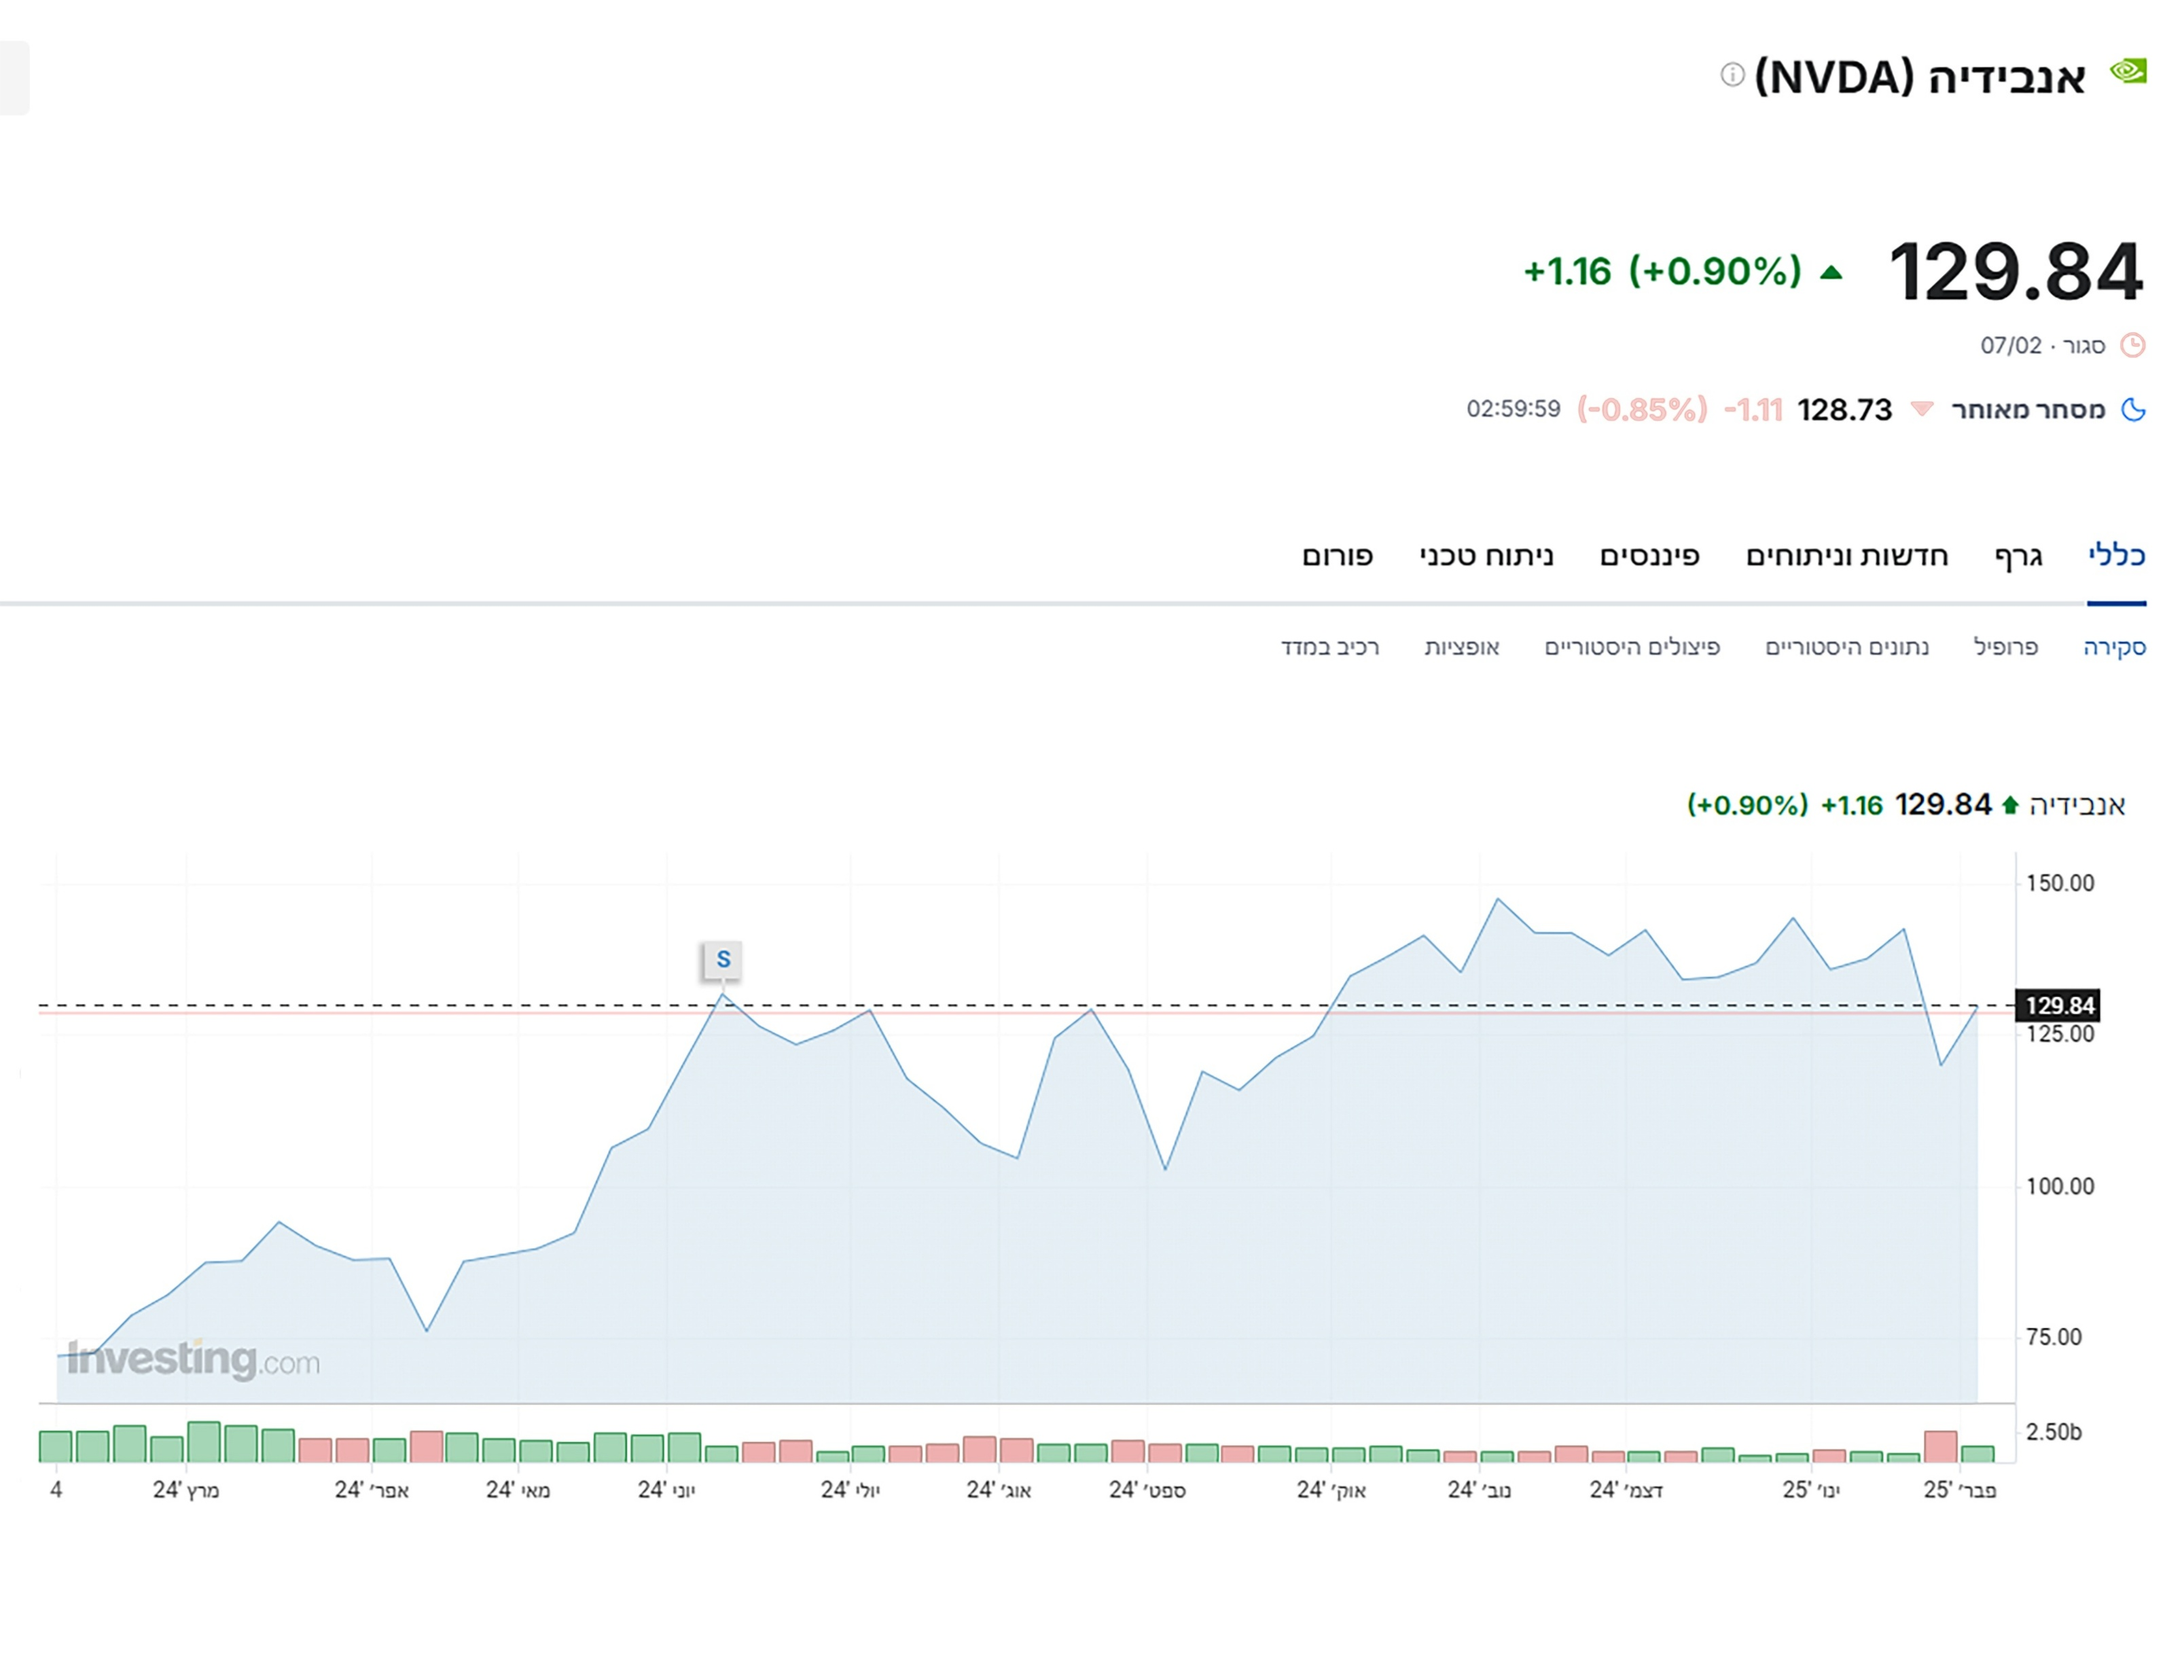 אנבידיה (NVDA)
129.84 +1.16 (+0.90%)
סגור · 07/02
מסחר מאוחר 128.73 -1.11 (-0.85%) 02:59:59
כללי גרף חדשות וניתוחים פיננסים ניתוח טכני פורום
סקירה פרופיל נתונים היסטוריים פיצולים היסטוריים אופציות רכיב במדד
אנבידיה 129.84 +1.16 (+0.90%)
150.00
S
129.84
125.00
100.00
75.00
Investing.com
2.50b
4 מרץ '24 אפר' '24 מאי '24 יוני '24 יולי '24 אוג' '24 ספט' '24 אוק' '24 נוב' '24 דצמ' '24 ינו' '25 פבר' '25